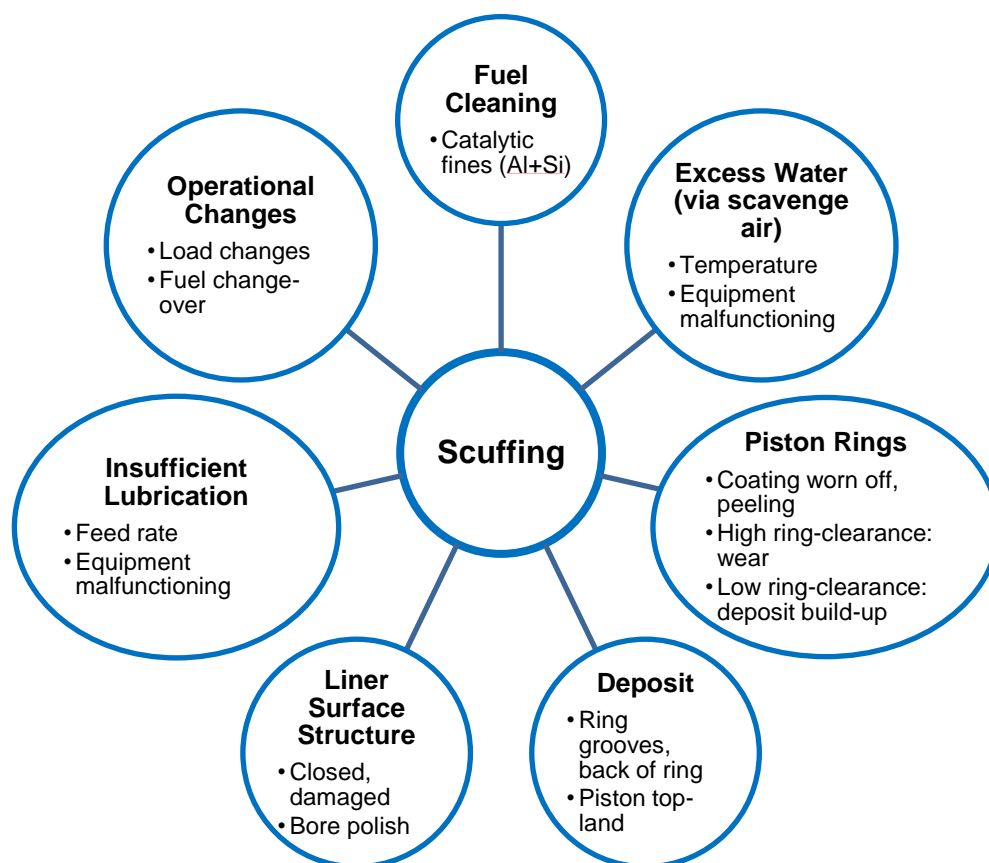 Fuel
Cleaning
• Catalytic
fines (Al+Si)
Operational
Changes
• Load changes
• Fuel change-
over
Excess Water
(via scavenge
air)
• Temperature
• Equipment
malfunctioning
Scuffing
Insufficient
Lubrication
• Feed rate
• Equipment
malfunctioning
Piston Rings
• Coating worn off,
peeling
• High ring-clearance:
wear
• Low ring-clearance:
deposit build-up
Liner
Surface
Structure
• Closed,
damaged
• Bore polish
Deposit
• Ring
grooves,
back of ring
• Piston top-
land